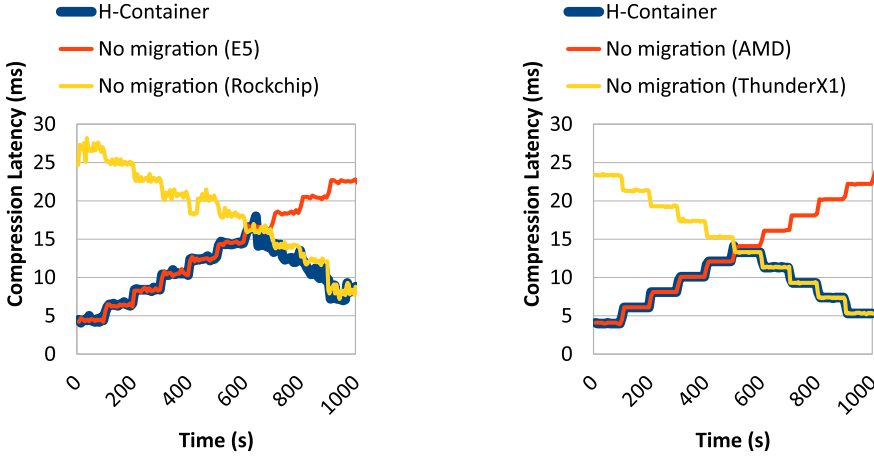 H-Container
No migration (E5)
No migration (Rockchip)
Compression Latency (ms)
30
25
20
15
10
5
0
0
200
400
600
800
1000
Time (s)
H-Container
No migration (AMD)
No migration (ThunderX1)
Compression Latency (ms)
30
25
20
15
10
5
0
0
200
400
600
800
1000
Time (s)